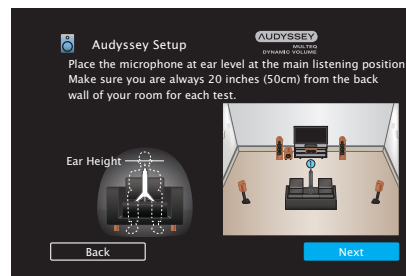 Audyssey Setup
AUDYSSEY
MULTEQ
DYNAMIC VOLUME
Place the microphone at ear level at the main listening position
Make sure you are always 20 inches (50cm) from the back
wall of your room for each test.
Ear Height
1
Back
Next